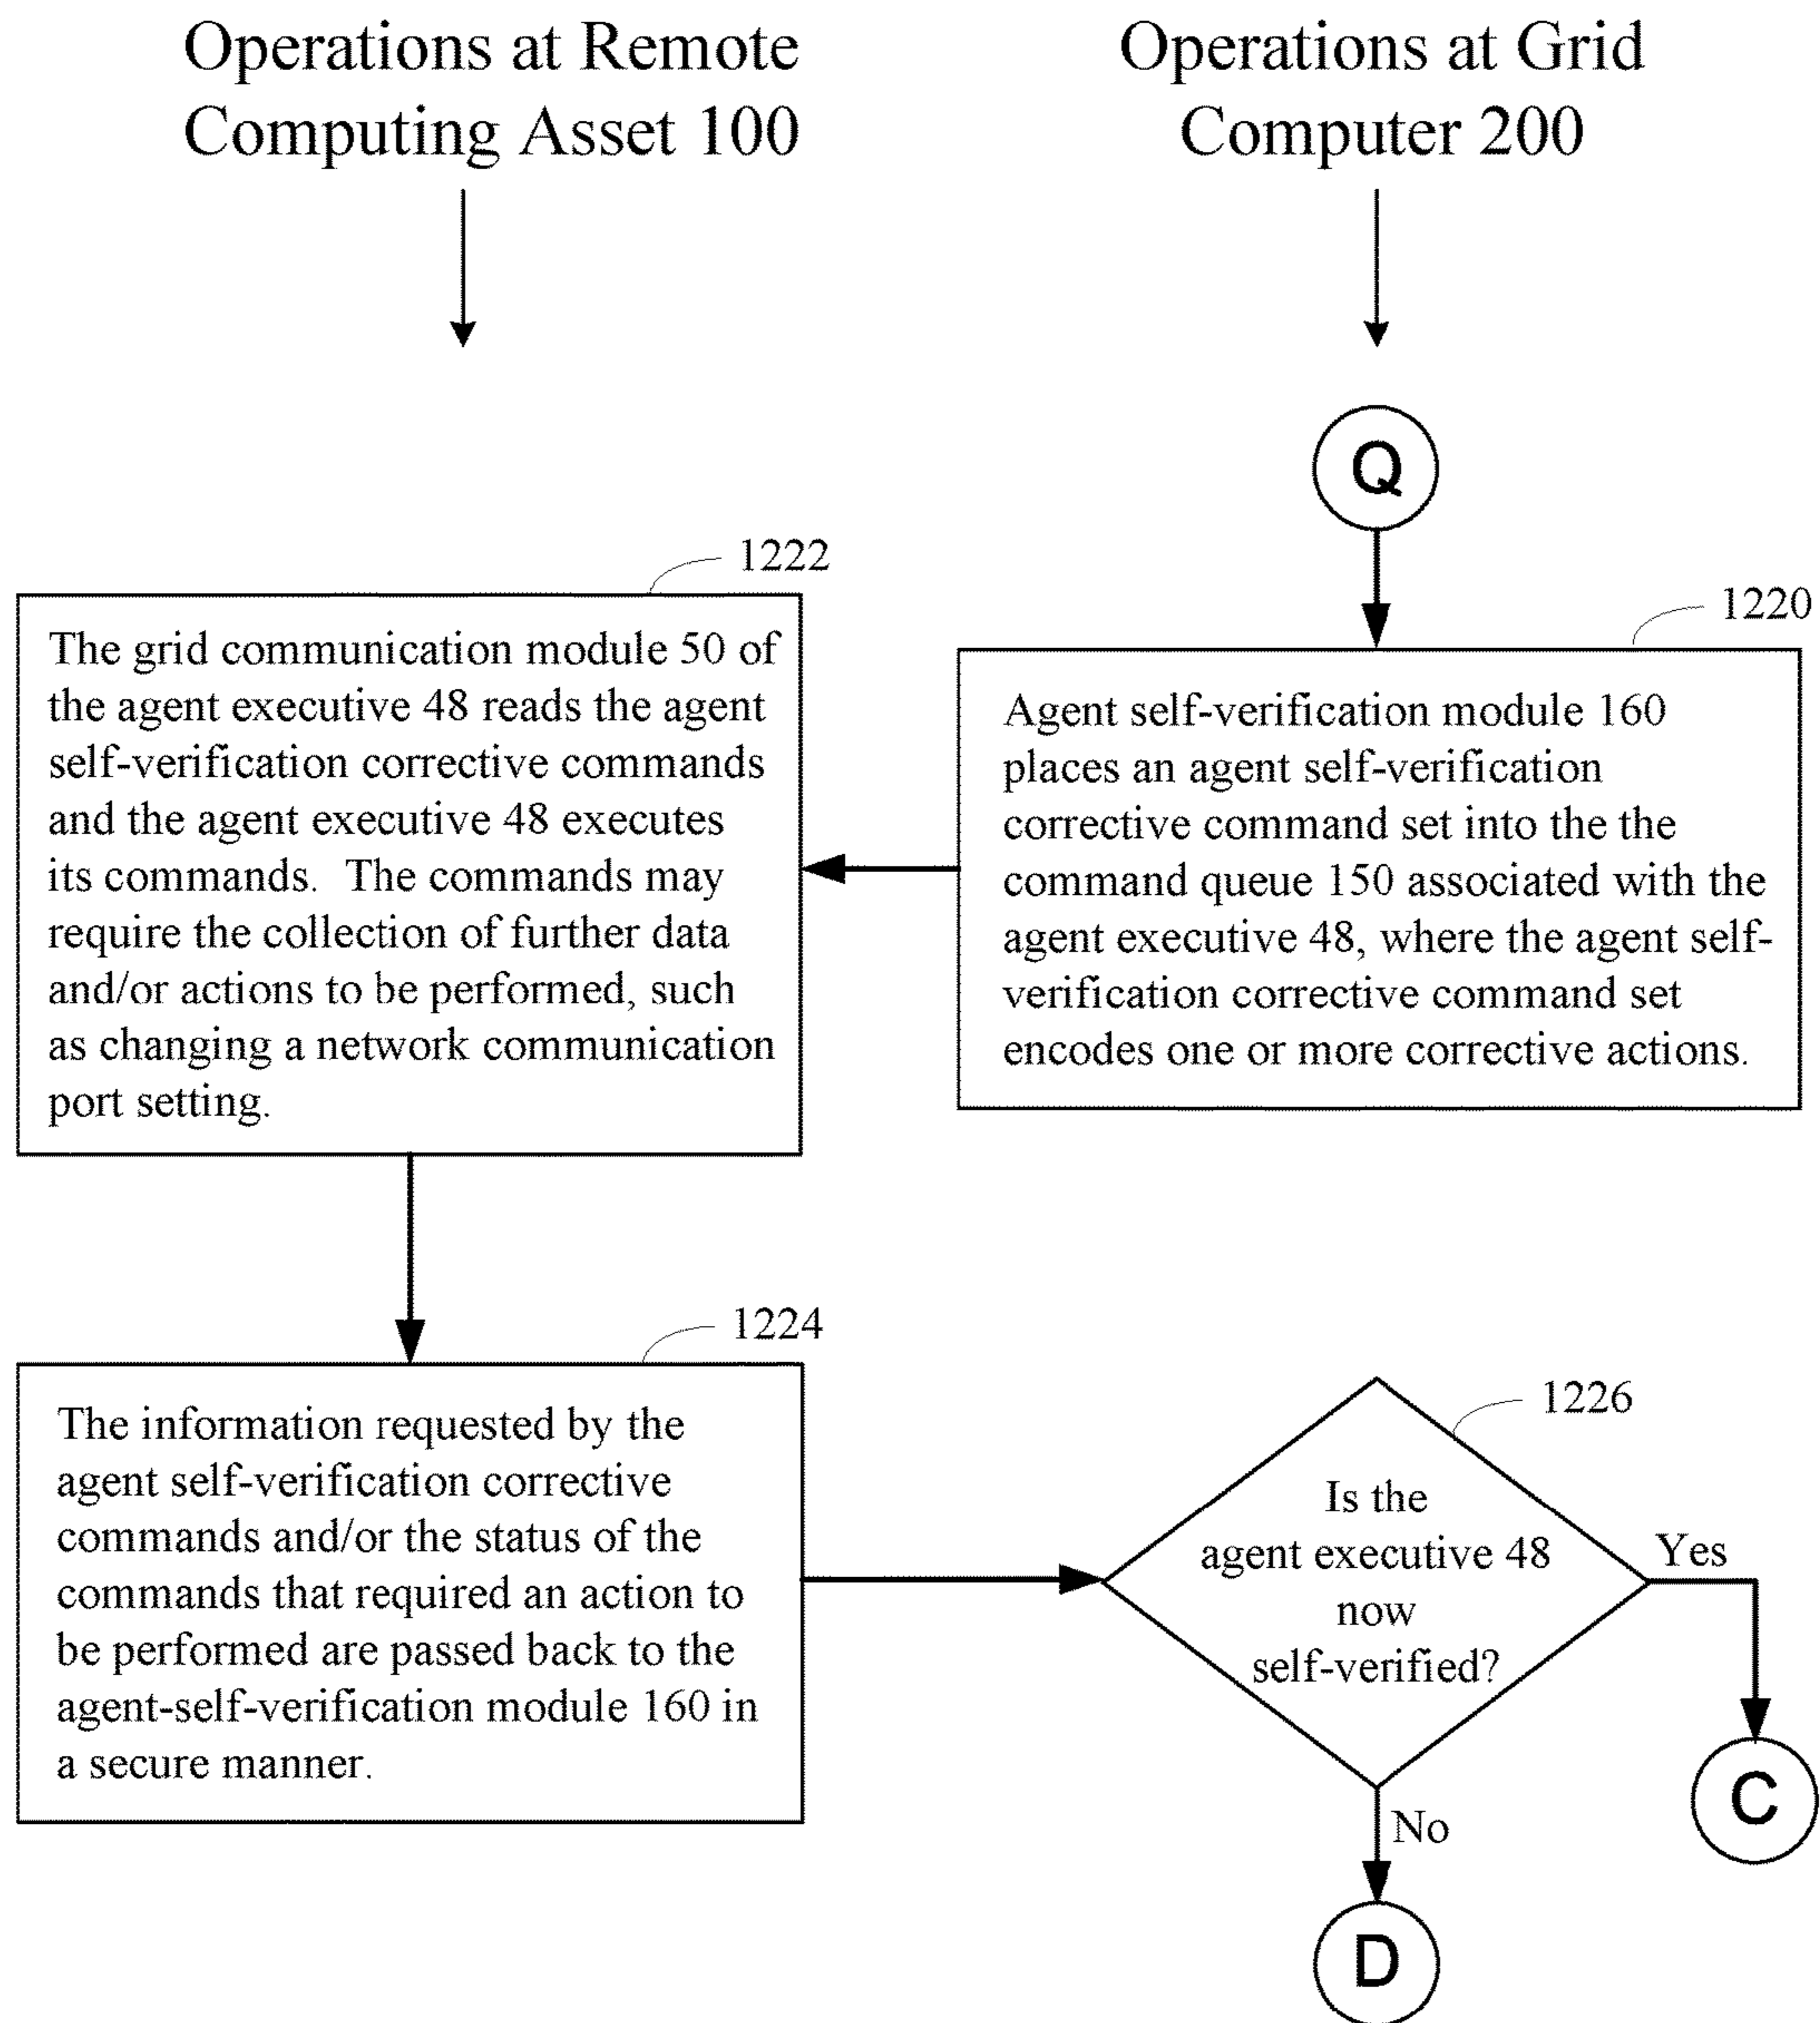 Operations at Remote
Computing Asset 100
Operations at Grid
Computer 200
Q
1222
The grid communication module 50 of
the agent executive 48 reads the agent
self-verification corrective commands
and the agent executive 48 executes
its commands.  The commands may
require the collection of further data
and/or actions to be performed, such
as changing a network communication
port setting.
1220
Agent self-verification module 160
places an agent self-verification
corrective command set into the the
command queue 150 associated with the
agent executive 48, where the agent self-
verification corrective command set
encodes one or more corrective actions.
1224
The information requested by the
agent self-verification corrective
commands and/or the status of the
commands that required an action to
be performed are passed back to the
agent-self-verification module 160 in
a secure manner.
1226
Is the
agent executive 48
now
self-verified?
Yes
C
No
D